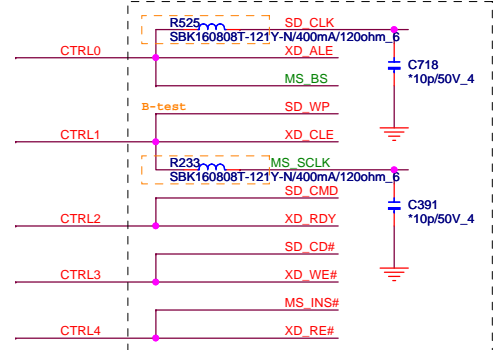 R525 SD_CLK
SBK160808T-121Y-N/400mA/120ohm_6
CTRL0 XD_ALE
C718
*10p/50V_4
MS_BS
B-test SD_WP
CTRL1 XD_CLE
R233 MS_SCLK
SBK160808T-121Y-N/400mA/120ohm_6
SD_CMD
C391
*10p/50V_4
CTRL2 XD_RDY
SD_CD#
CTRL3 XD_WE#
MS_INS#
CTRL4 XD_RE#